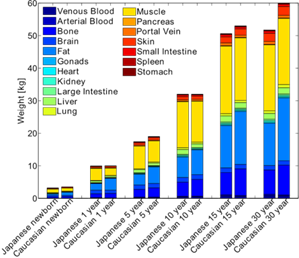 Weight [kg]
60
50
40
30
20
10
0
Venous Blood
Arterial Blood
Bone
Brain
Fat
Gonads
Heart
Kidney
Large Intestine
Liver
Lung
Muscle
Pancreas
Portal Vein
Skin
Small Intestine
Spleen
Stomach
Japanese newborn
Caucasian newborn
Japanese 1 year
Caucasian 1 year
Japanese 5 year
Caucasian 5 year
Japanese 10 year
Caucasian 10 year
Japanese 15 year
Caucasian 15 year
Japanese 30 year
Caucasian 30 year